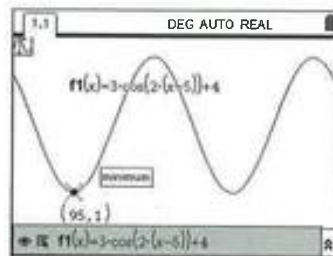 1.1 DEG AUTO REAL
f1(x)=3·cos(2·(x-5))+4
minimum
(95,1)
f1(x)=3·cos(2·(x-5))+4